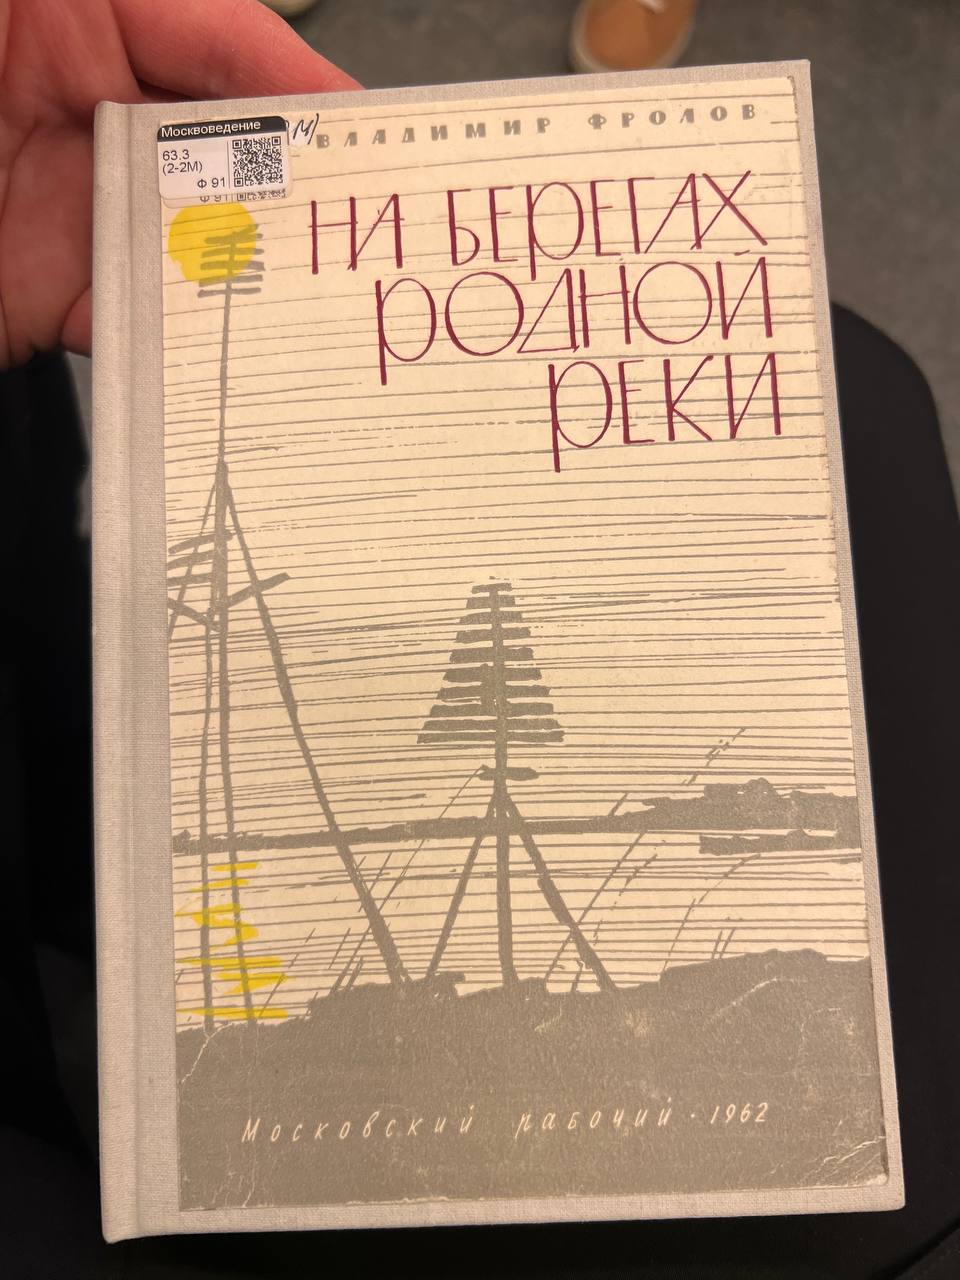 Москвоведение
63.3
(2-2М)
Ф 91
Ф 91
ВЛАДИМИР ФРОЛОВ
НА БЕРЕГАХ
РОДНОЙ
РЕКИ
Московский рабочий · 1962